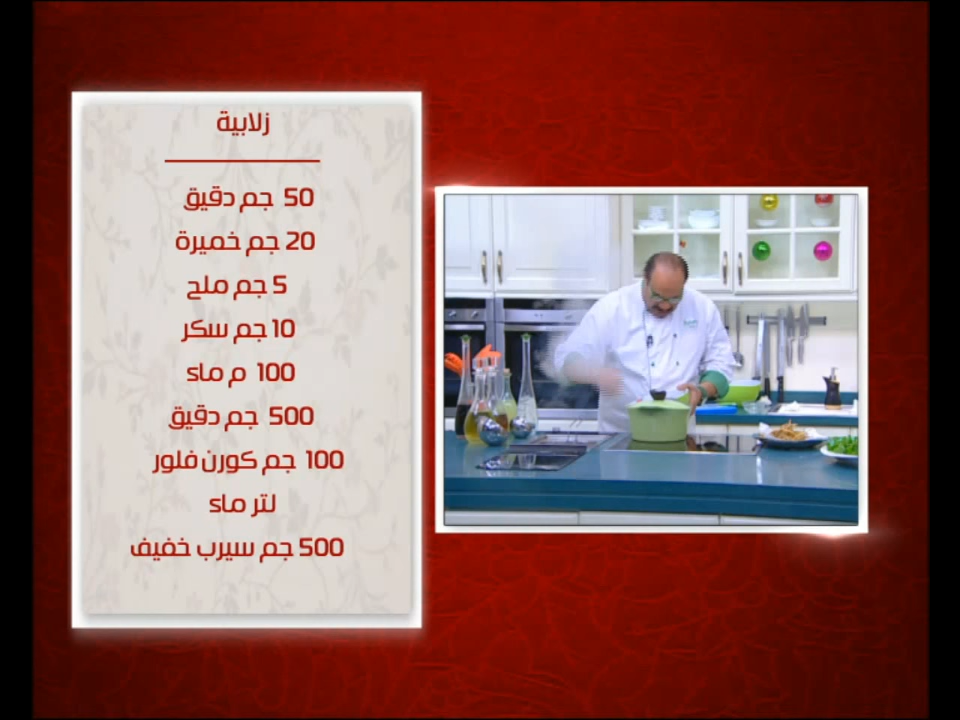 زلابية
50 جم دقيق
20 جم خميرة
5 جم ملح
10 جم سكر
100 م ماء
500 جم دقيق
100 جم كورن فلور
لتر ماء
500 جم سيرب خفيف